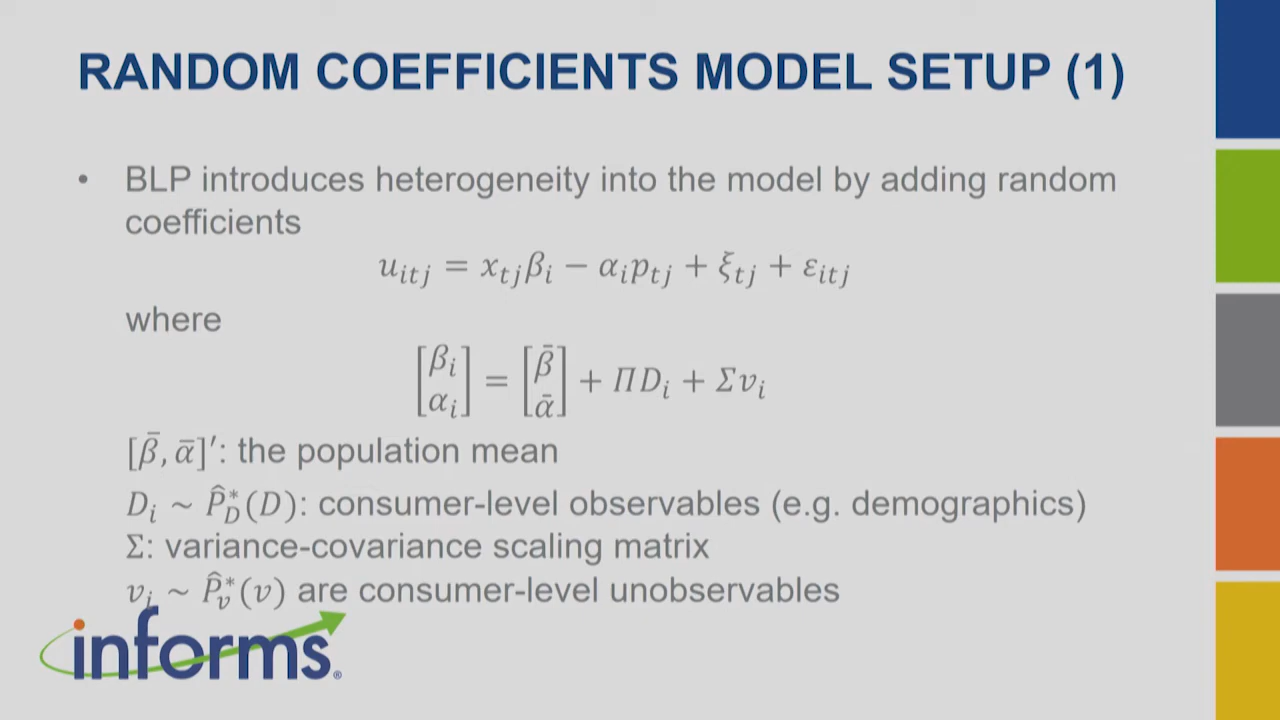 RANDOM COEFFICIENTS MODEL SETUP (1)
• BLP introduces heterogeneity into the model by adding random
coefficients
u_{itj} = x_{tj}β_i − α_i p_{tj} + ξ_{tj} + ε_{itj}
where
[β_i α_i] = [β̄ ᾱ] + ΠD_i + Σv_i
[β̄, ᾱ]′: the population mean
D_i ~ P̂*_D(D): consumer-level observables (e.g. demographics)
Σ: variance-covariance scaling matrix
v_i ~ P̂*_v(v) are consumer-level unobservables
informs®